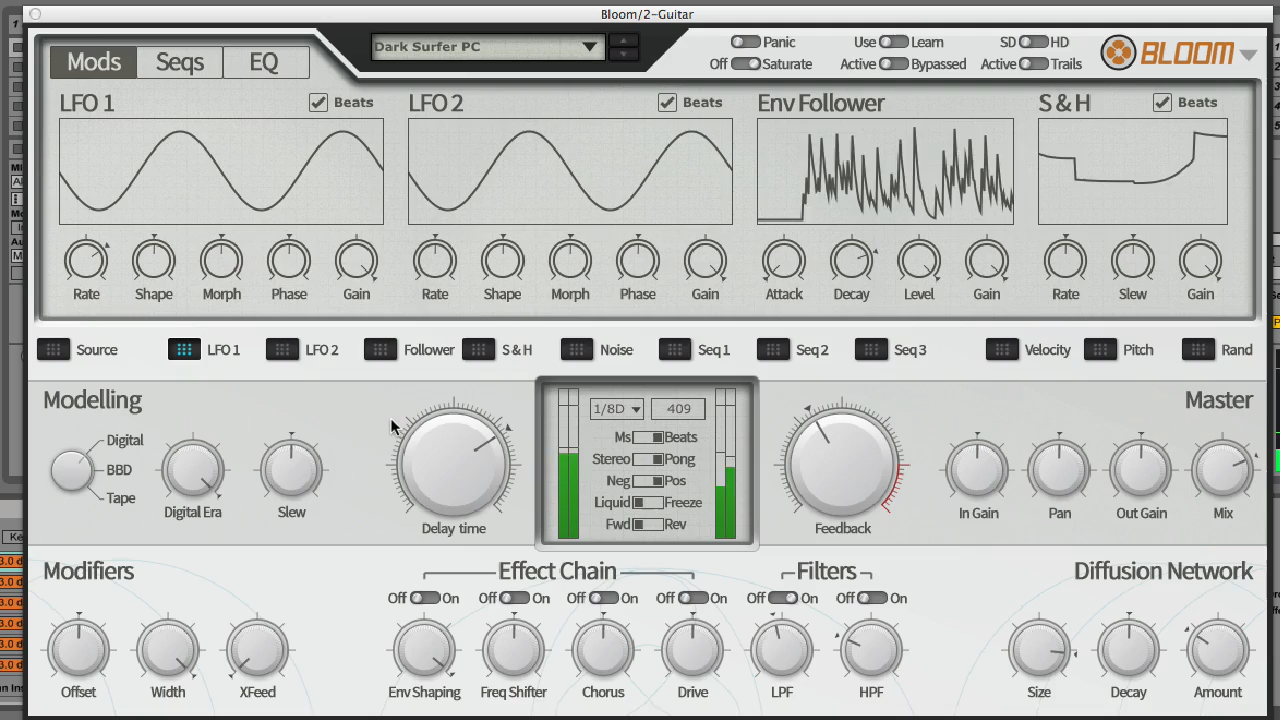 Bloom/2-Guitar
Dark Surfer PC
Panic
Use Learn
SD HD
Off Saturate
Active Bypassed
Active Trails
BLOOM
Mods Seqs EQ
LFO 1 Beats
LFO 2 Beats
Env Follower
S & H Beats
Rate Shape Morph Phase Gain
Rate Shape Morph Phase Gain
Attack Decay Level Gain
Rate Slew Gain
Source LFO 1 LFO 2 Follower S & H Noise Seq 1 Seq 2 Seq 3 Velocity Pitch Rand
Modelling
Digital
BBD
Tape
Digital Era
Slew
Delay time
1/8D 409
Ms Beats
Stereo Pong
Neg Pos
Liquid Freeze
Fwd Rev
Feedback
Master
In Gain Pan Out Gain Mix
Modifiers
Offset Width XFeed
Effect Chain
Off On Off On Off On Off On
Env Shaping Freq Shifter Chorus Drive
Filters
Off On Off On
LPF HPF
Diffusion Network
Size Decay Amount